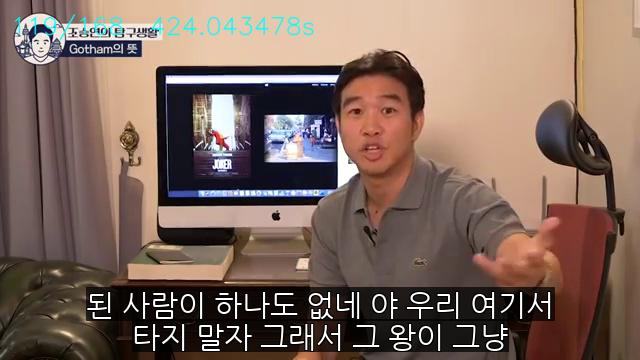 119/168 424.043478s
조승연의 탐구생활
Gotham의 뜻
JOKER
된 사람이 하나도 없네 야 우리 여기서
타지 말자 그래서 그 왕이 그냥